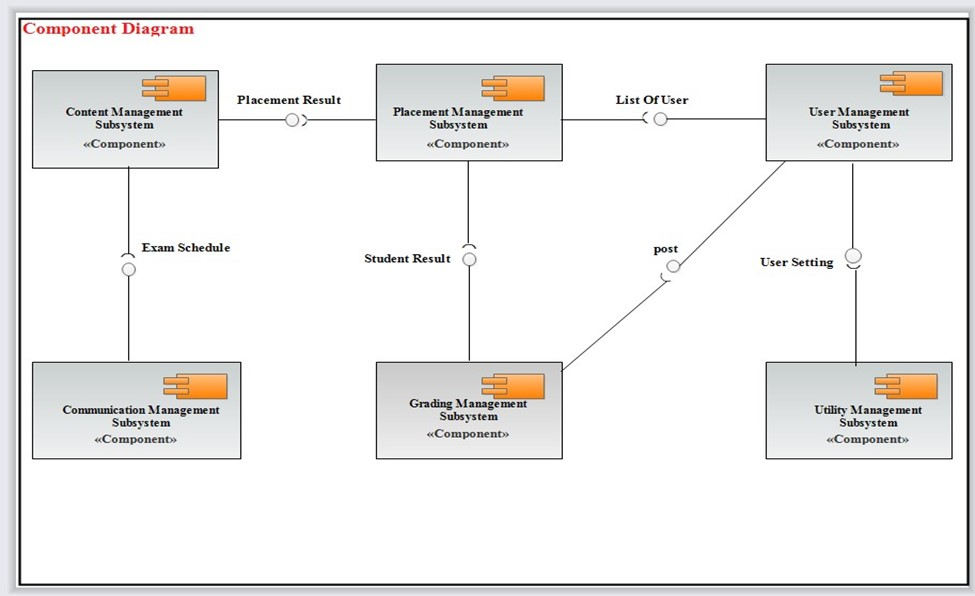 Component Diagram
Content Management
Subsystem
«Component»
Placement Result
Placement Management
Subsystem
«Component»
List Of User
User Management
Subsystem
«Component»
Exam Schedule
Student Result
post
User Setting
Communication Management
Subsystem
«Component»
Grading Management
Subsystem
«Component»
Utility Management
Subsystem
«Component»